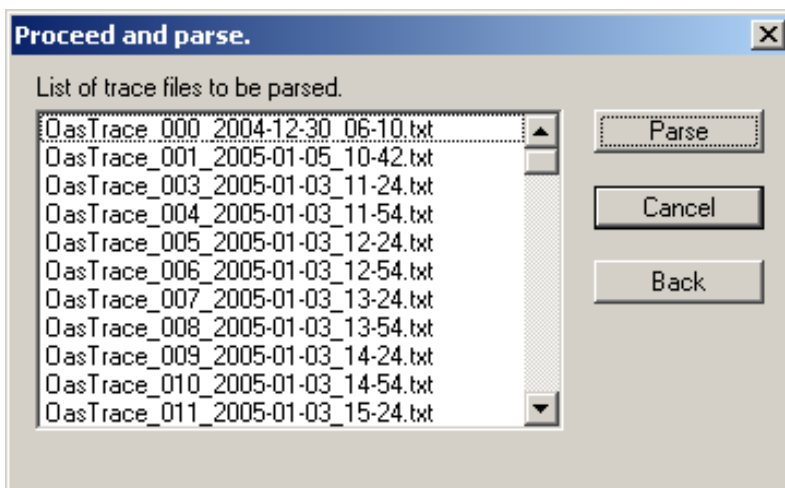 Proceed and parse.
List of trace files to be parsed.
OasTrace_000_2004-12-30_06-10.txt
OasTrace_001_2005-01-05_10-42.txt
OasTrace_003_2005-01-03_11-24.txt
OasTrace_004_2005-01-03_11-54.txt
OasTrace_005_2005-01-03_12-24.txt
OasTrace_006_2005-01-03_12-54.txt
OasTrace_007_2005-01-03_13-24.txt
OasTrace_008_2005-01-03_13-54.txt
OasTrace_009_2005-01-03_14-24.txt
OasTrace_010_2005-01-03_14-54.txt
OasTrace_011_2005-01-03_15-24.txt
Parse
Cancel
Back